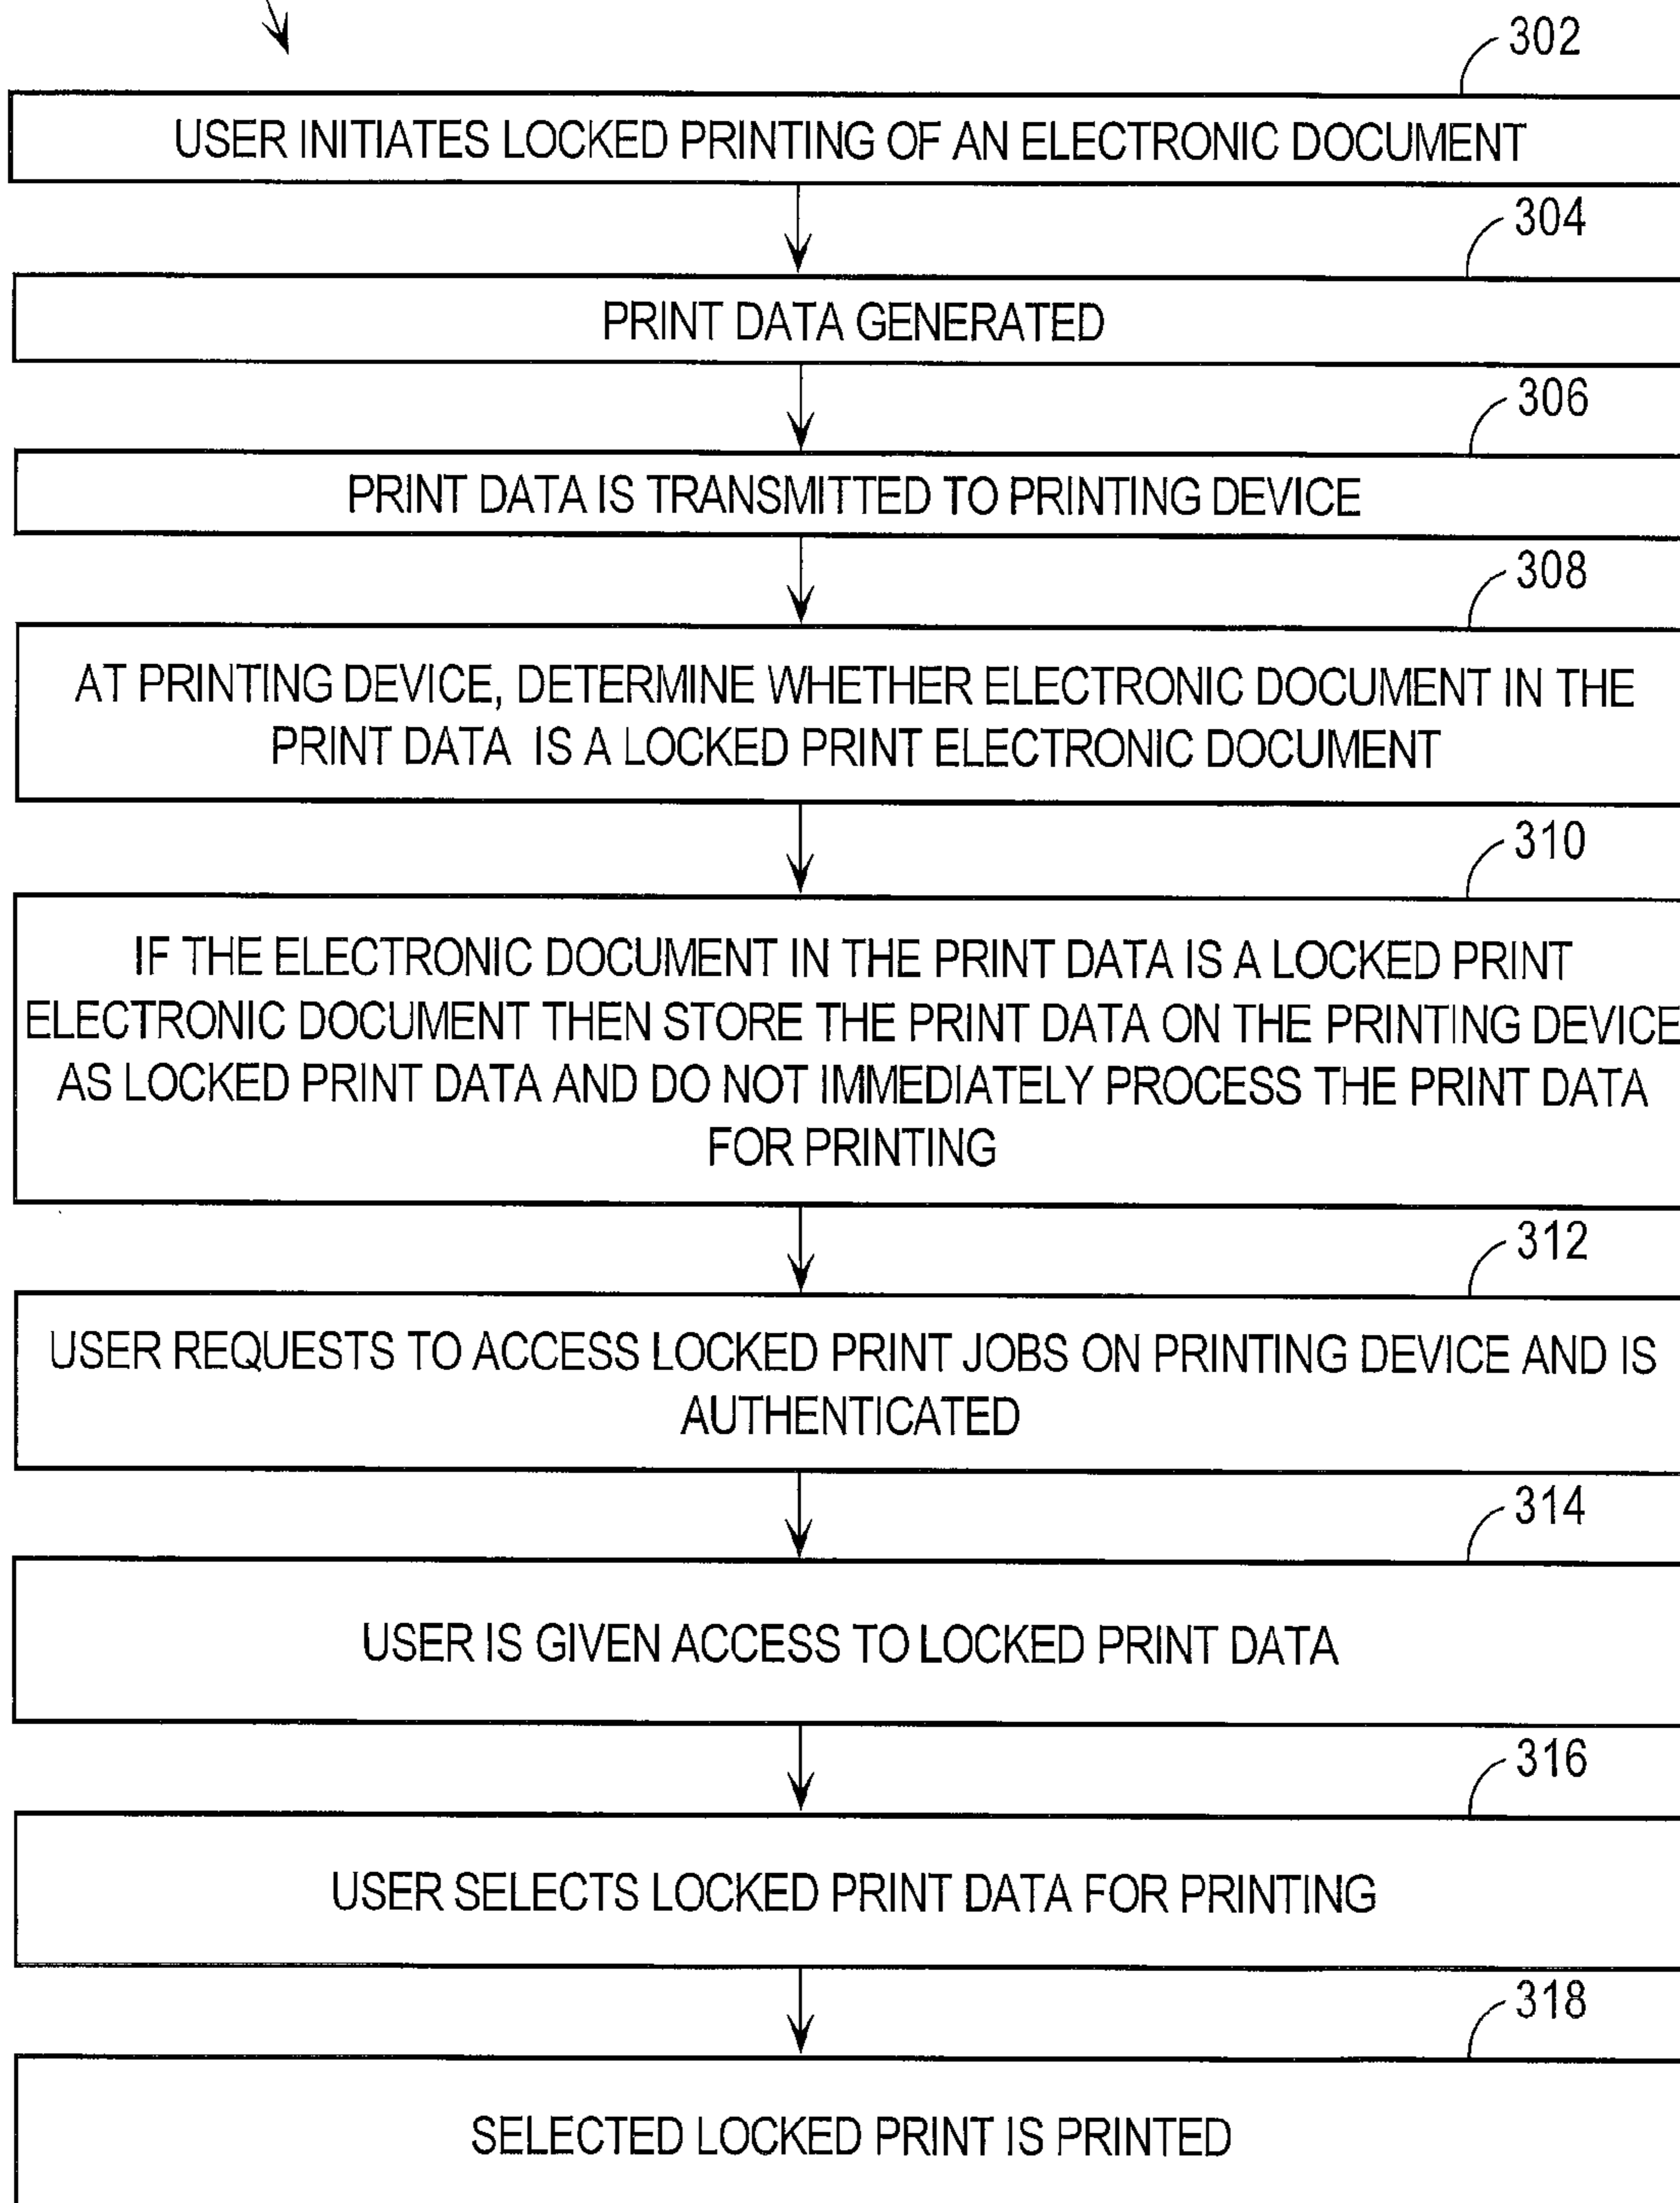 302
USER INITIATES LOCKED PRINTING OF AN ELECTRONIC DOCUMENT
304
PRINT DATA GENERATED
306
PRINT DATA IS TRANSMITTED TO PRINTING DEVICE
308
AT PRINTING DEVICE, DETERMINE WHETHER ELECTRONIC DOCUMENT IN THE
PRINT DATA IS A LOCKED PRINT ELECTRONIC DOCUMENT
310
IF THE ELECTRONIC DOCUMENT IN THE PRINT DATA IS A LOCKED PRINT
ELECTRONIC DOCUMENT THEN STORE THE PRINT DATA ON THE PRINTING DEVICE
AS LOCKED PRINT DATA AND DO NOT IMMEDIATELY PROCESS THE PRINT DATA
FOR PRINTING
312
USER REQUESTS TO ACCESS LOCKED PRINT JOBS ON PRINTING DEVICE AND IS
AUTHENTICATED
314
USER IS GIVEN ACCESS TO LOCKED PRINT DATA
316
USER SELECTS LOCKED PRINT DATA FOR PRINTING
318
SELECTED LOCKED PRINT IS PRINTED